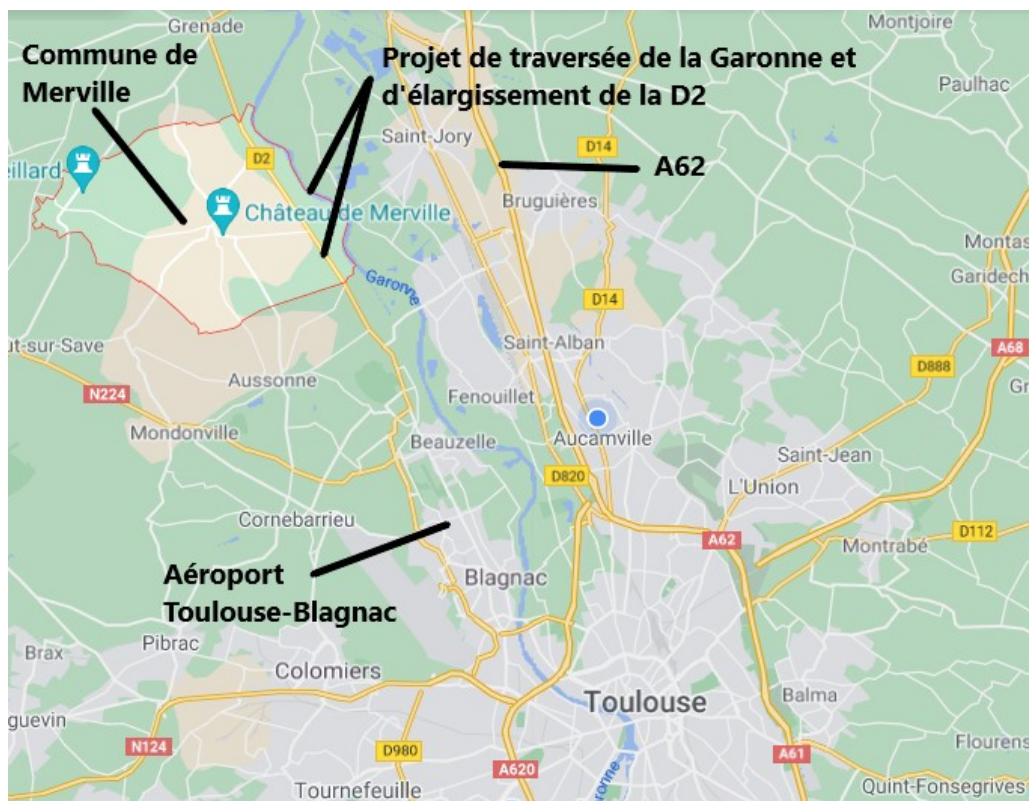 Grenade
Montjoire
Commune de
Merville
Projet de traversée de la Garonne et
d'élargissement de la D2
Paulhac
Saint-Jory
D14
D2
A62
eillard
Bruguières
Château de Merville
Montas
Garidech
Garonne
D14
ut-sur-Save
Saint-Alban
A68
D888
Aussonne
Fenouillet
Gr
N224
Mondonville
Beauzelle
Aucamville
Saint-Jean
D820
L'Union
Cornebarrieu
D112
A62
Montrabé
Aéroport
Toulouse-Blagnac
Blagnac
Pibrac
Brax
Colomiers
Toulouse
Balma
guevin
N124
D980
Flourens
A61
A620
ronne
Tournefeuille
Quint-Fonsegrives